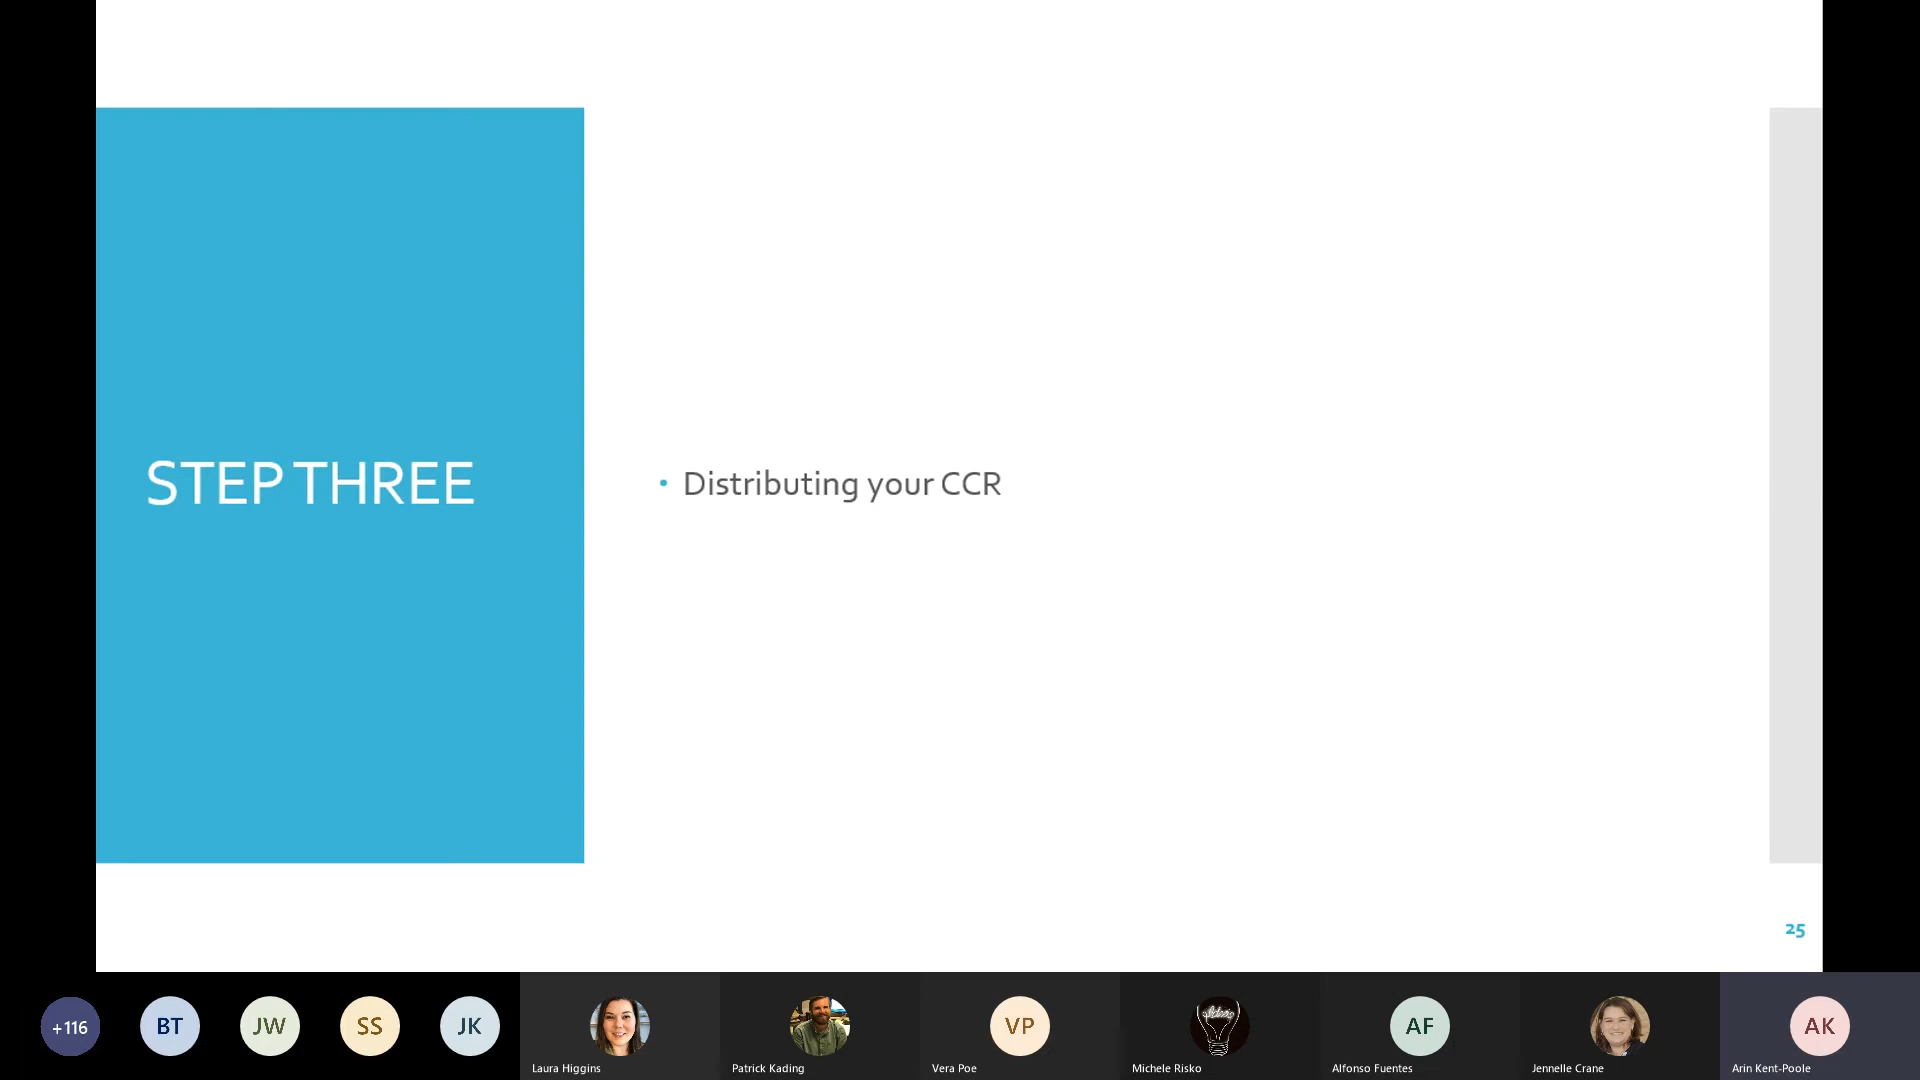 STEP THREE
• Distributing your CCR
25
+116
BT
JW
SS
JK
VP
AF
AK
Laura Higgins
Patrick Kading
Vera Poe
Michele Risko
Alfonso Fuentes
Jennelle Crane
Arin Kent-Poole